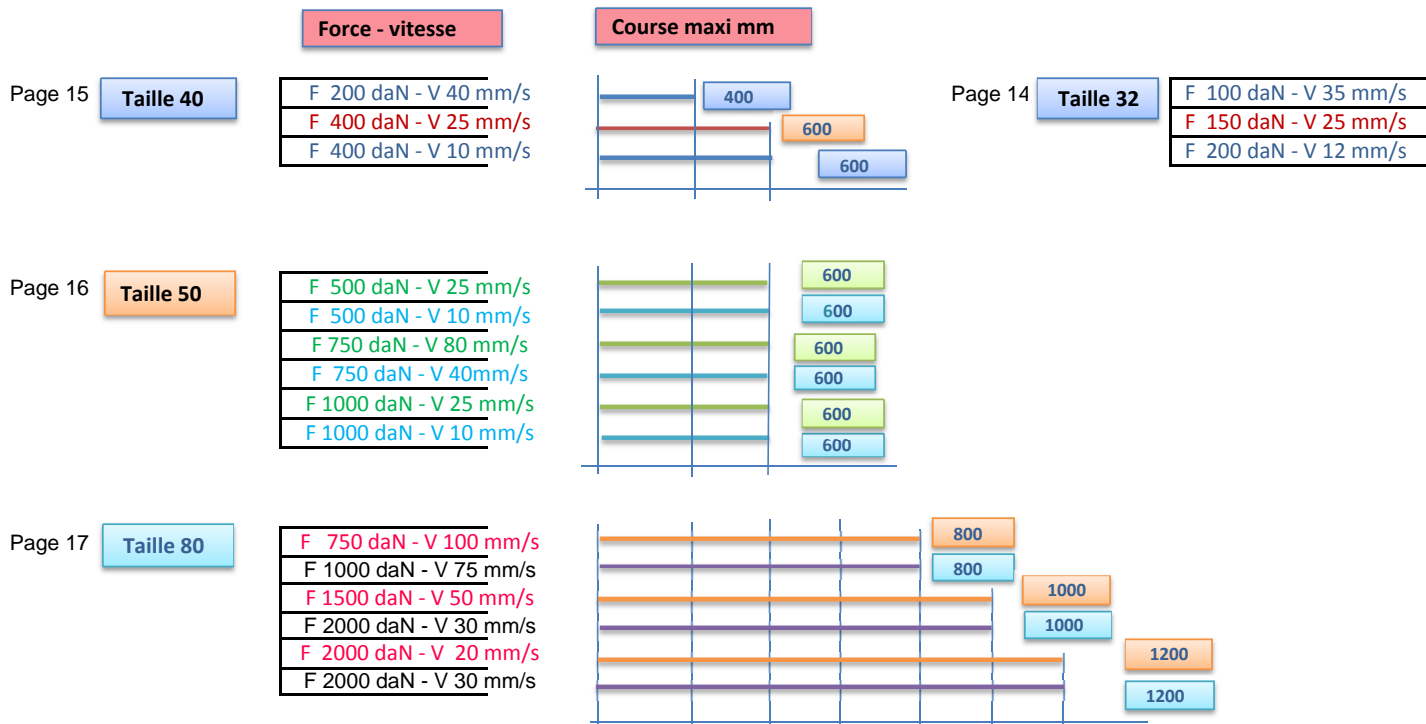 Force - vitesse
Course maxi mm
Page 15
Taille 40
F 200 daN - V 40 mm/s
F 400 daN - V 25 mm/s
F 400 daN - V 10 mm/s
400
600
600
Page 14
Taille 32
F 100 daN - V 35 mm/s
F 150 daN - V 25 mm/s
F 200 daN - V 12 mm/s
Page 16
Taille 50
F 500 daN - V 25 mm/s
F 500 daN - V 10 mm/s
F 750 daN - V 80 mm/s
F 750 daN - V 40mm/s
F 1000 daN - V 25 mm/s
F 1000 daN - V 10 mm/s
600
600
600
600
600
600
Page 17
Taille 80
F 750 daN - V 100 mm/s
F 1000 daN - V 75 mm/s
F 1500 daN - V 50 mm/s
F 2000 daN - V 30 mm/s
F 2000 daN - V 20 mm/s
F 2000 daN - V 30 mm/s
800
800
1000
1000
1200
1200